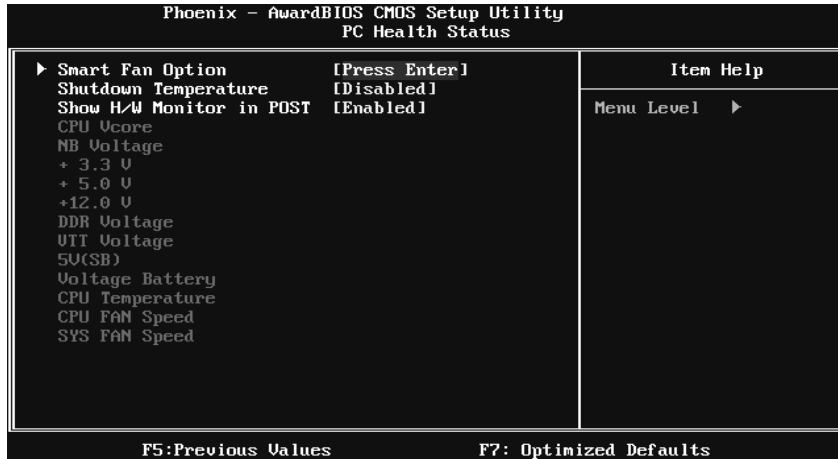 Phoenix – AwardBIOS CMOS Setup Utility
PC Health Status
Smart Fan Option [Press Enter]
Shutdown Temperature [Disabled]
Show H/W Monitor in POST [Enabled]
CPU Vcore
NB Voltage
+ 3.3 V
+ 5.0 V
+12.0 V
DDR Voltage
VTT Voltage
5V(SB)
Voltage Battery
CPU Temperature
CPU FAN Speed
SYS FAN Speed
Item Help
Menu Level
F5:Previous Values F7: Optimized Defaults